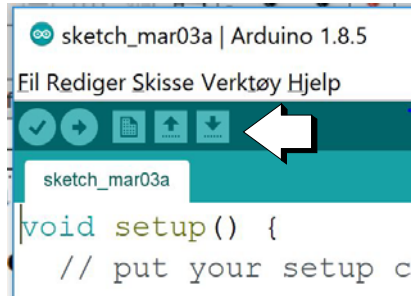 sketch_mar03a | Arduino 1.8.5
Fil Rediger Skisse Verktøy Hjelp
sketch_mar03a
void setup() {
// put your setup c